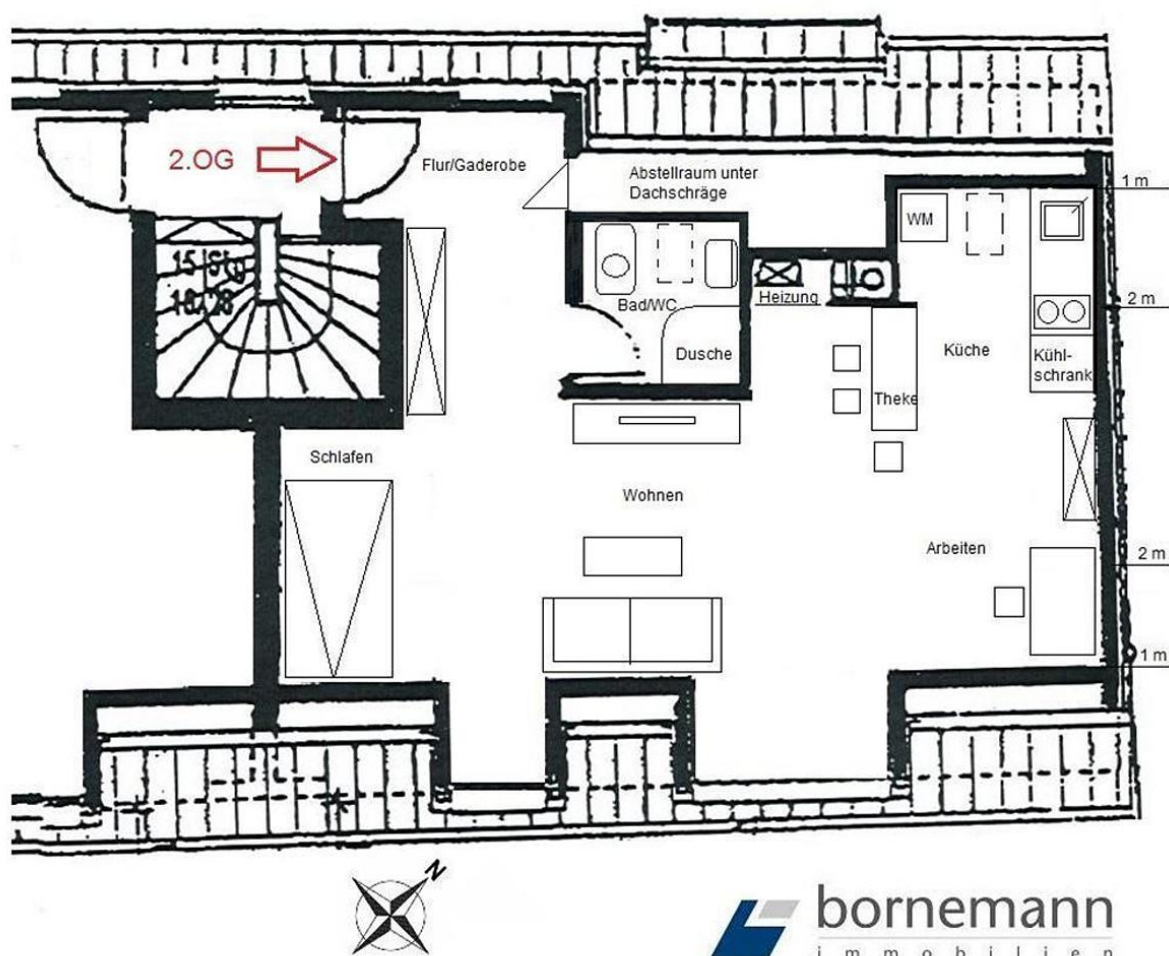 2.OG
Flur/Gaderobe
Abstellraum unter
Dachschräge
1 m
WM
15 Stg
Bad/WC
Heizung
2 m
Dusche
Küche
Kühl-
schrank
Theke
Schlafen
Wohnen
Arbeiten
2 m
1 m
N
bornemann
immobilien